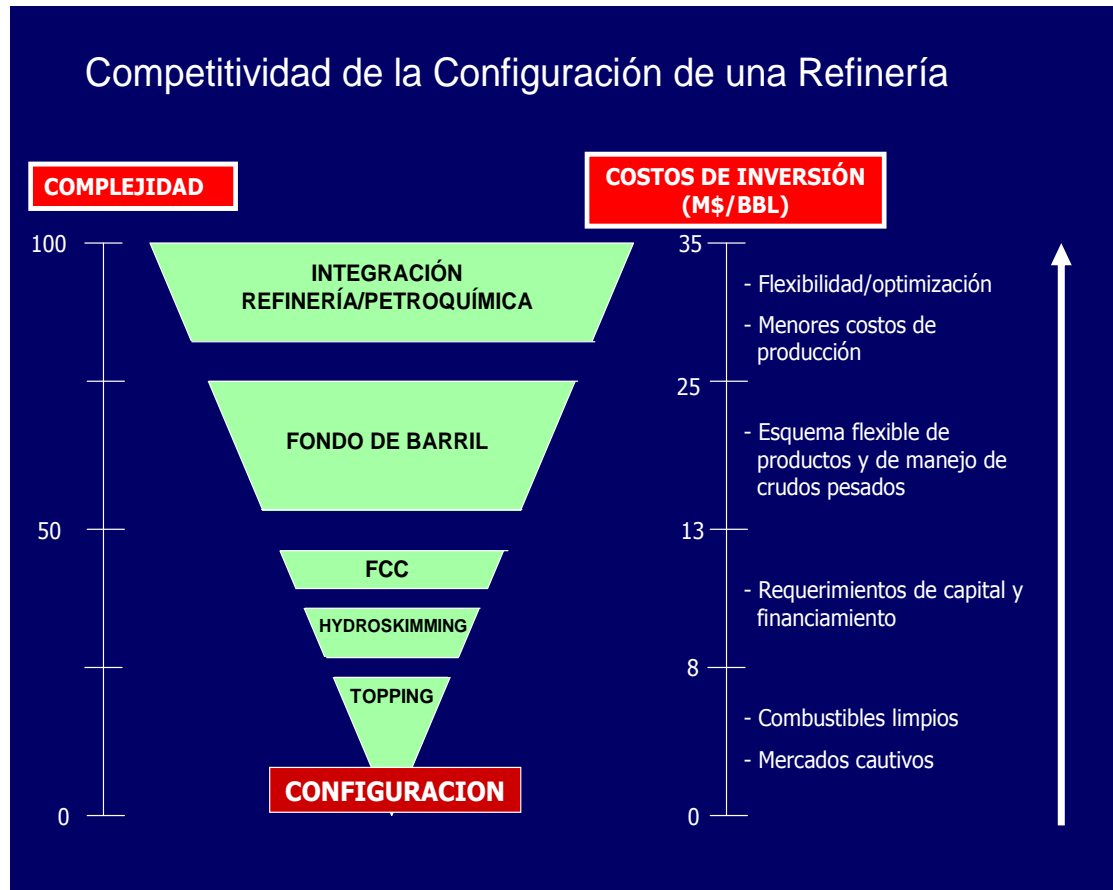 Competitividad de la Configuración de una Refinería
COMPLEJIDAD
COSTOS DE INVERSIÓN
(M$/BBL)
100
35
INTEGRACIÓN
REFINERÍA/PETROQUÍMICA
- Flexibilidad/optimización
- Menores costos de
producción
25
FONDO DE BARRIL
- Esquema flexible de
productos y de manejo de
crudos pesados
50
13
FCC
- Requerimientos de capital y
financiamiento
HYDROSKIMMING
8
TOPPING
- Combustibles limpios
- Mercados cautivos
CONFIGURACION
0
0